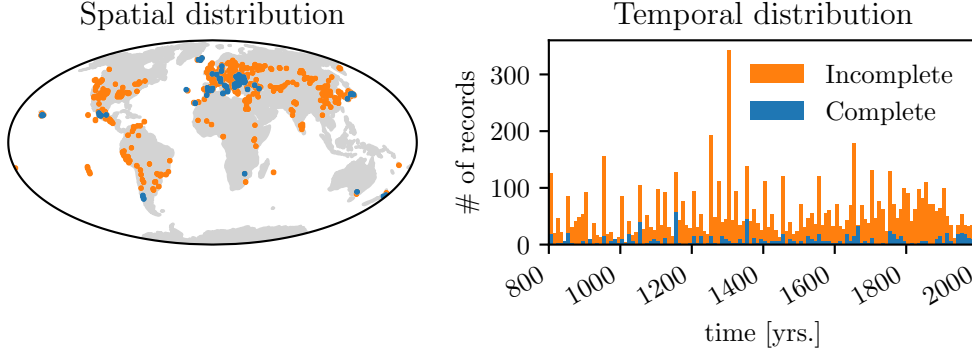 Spatial distribution
Temporal distribution
# of records
300
200
100
0
Incomplete
Complete
800
1000
1200
1400
1600
1800
2000
time [yrs.]